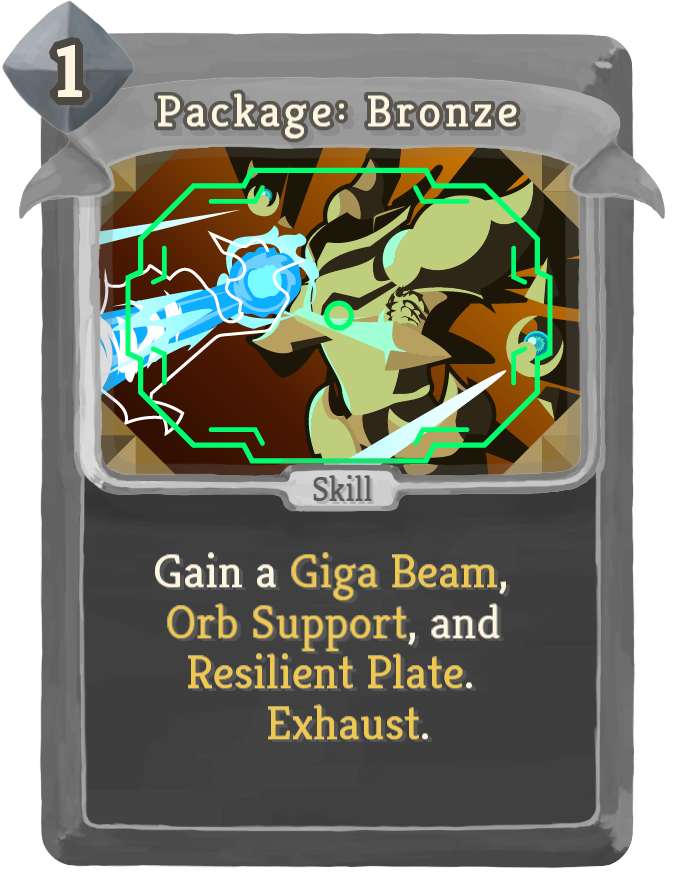 1
Package: Bronze
Skill
Gain a Giga Beam,
Orb Support, and
Resilient Plate.
Exhaust.